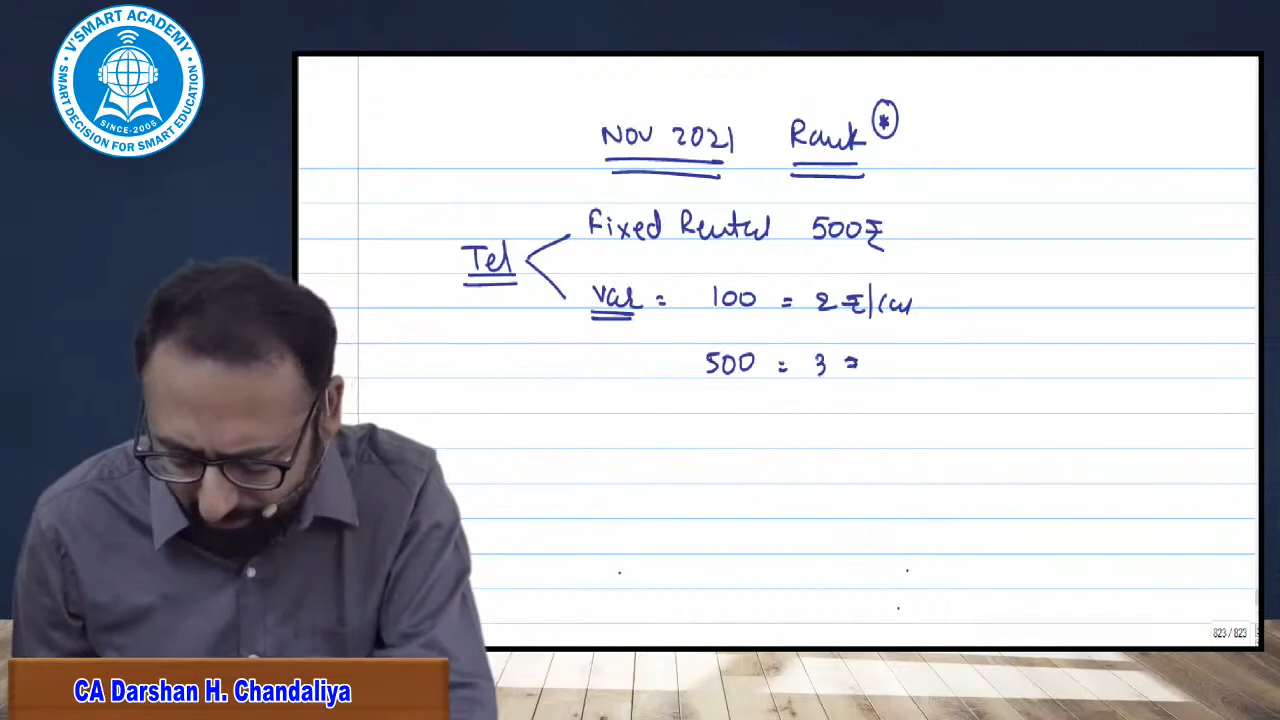 V'SMART ACADEMY
SINCE-2005
SMART DECISION FOR SMART EDUCATION
NOV 2021 Rank *
Tel
Fixed Rental 500₹
Var = 100 = 2 ₹/Call
500 = 3 =
823 / 823
CA Darshan H. Chandaliya